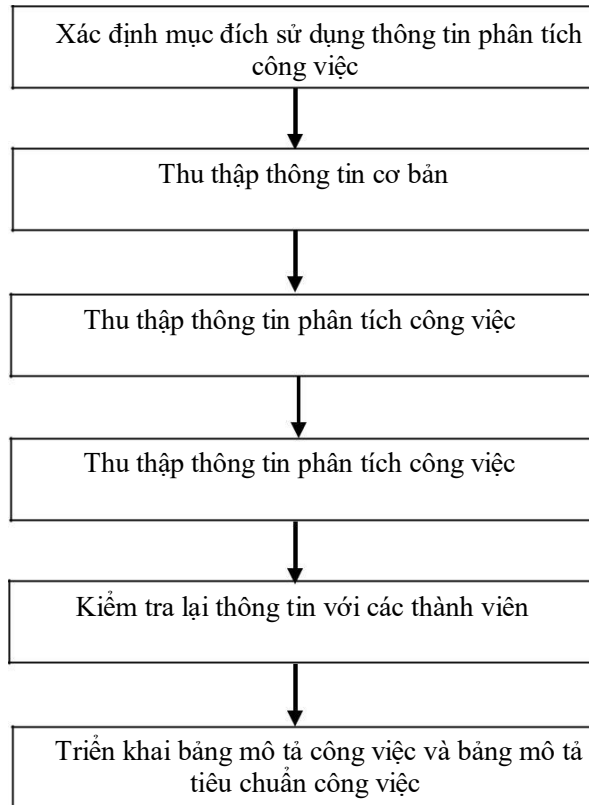 Xác định mục đích sử dụng thông tin phân tích
công việc
Thu thập thông tin cơ bản
Thu thập thông tin phân tích công việc
Thu thập thông tin phân tích công việc
Kiểm tra lại thông tin với các thành viên
Triển khai bảng mô tả công việc và bảng mô tả
tiêu chuẩn công việc